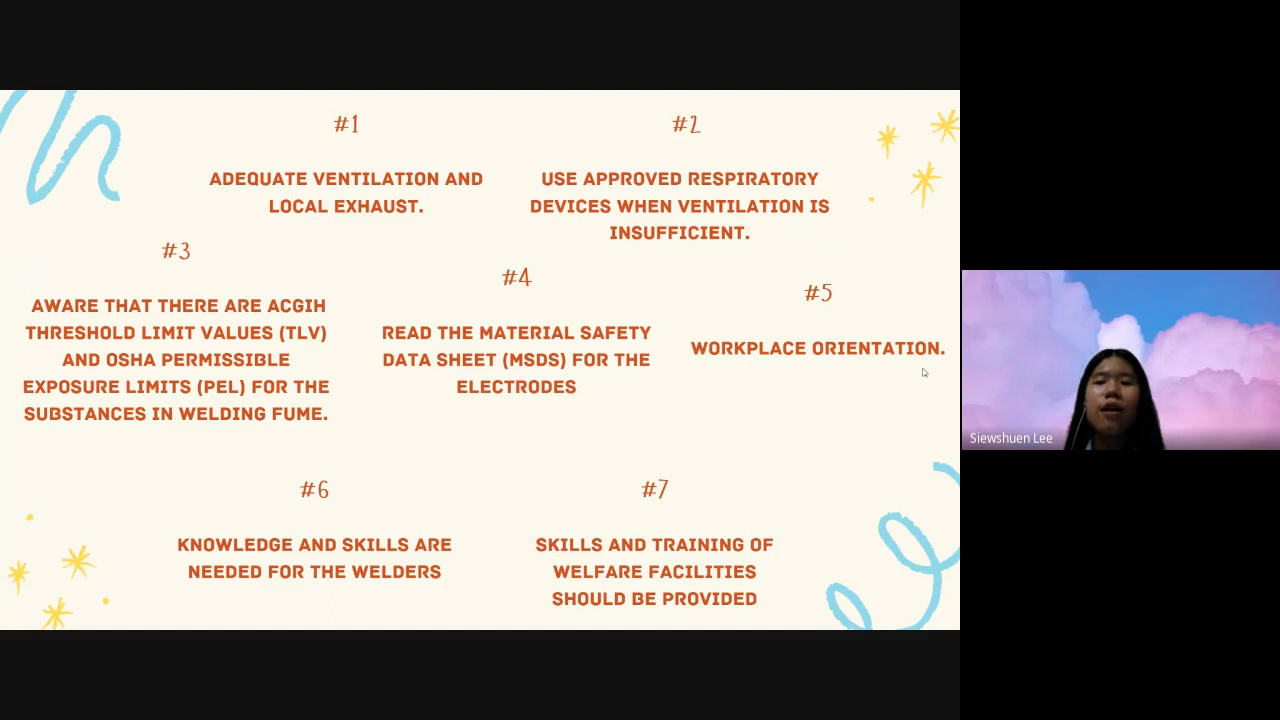 #1
ADEQUATE VENTILATION AND
LOCAL EXHAUST.
#2
USE APPROVED RESPIRATORY
DEVICES WHEN VENTILATION IS
INSUFFICIENT.
#3
AWARE THAT THERE ARE ACGIH
THRESHOLD LIMIT VALUES (TLV)
AND OSHA PERMISSIBLE
EXPOSURE LIMITS (PEL) FOR THE
SUBSTANCES IN WELDING FUME.
#4
READ THE MATERIAL SAFETY
DATA SHEET (MSDS) FOR THE
ELECTRODES
#5
WORKPLACE ORIENTATION.
#6
KNOWLEDGE AND SKILLS ARE
NEEDED FOR THE WELDERS
#7
SKILLS AND TRAINING OF
WELFARE FACILITIES
SHOULD BE PROVIDED
Siewshuen Lee